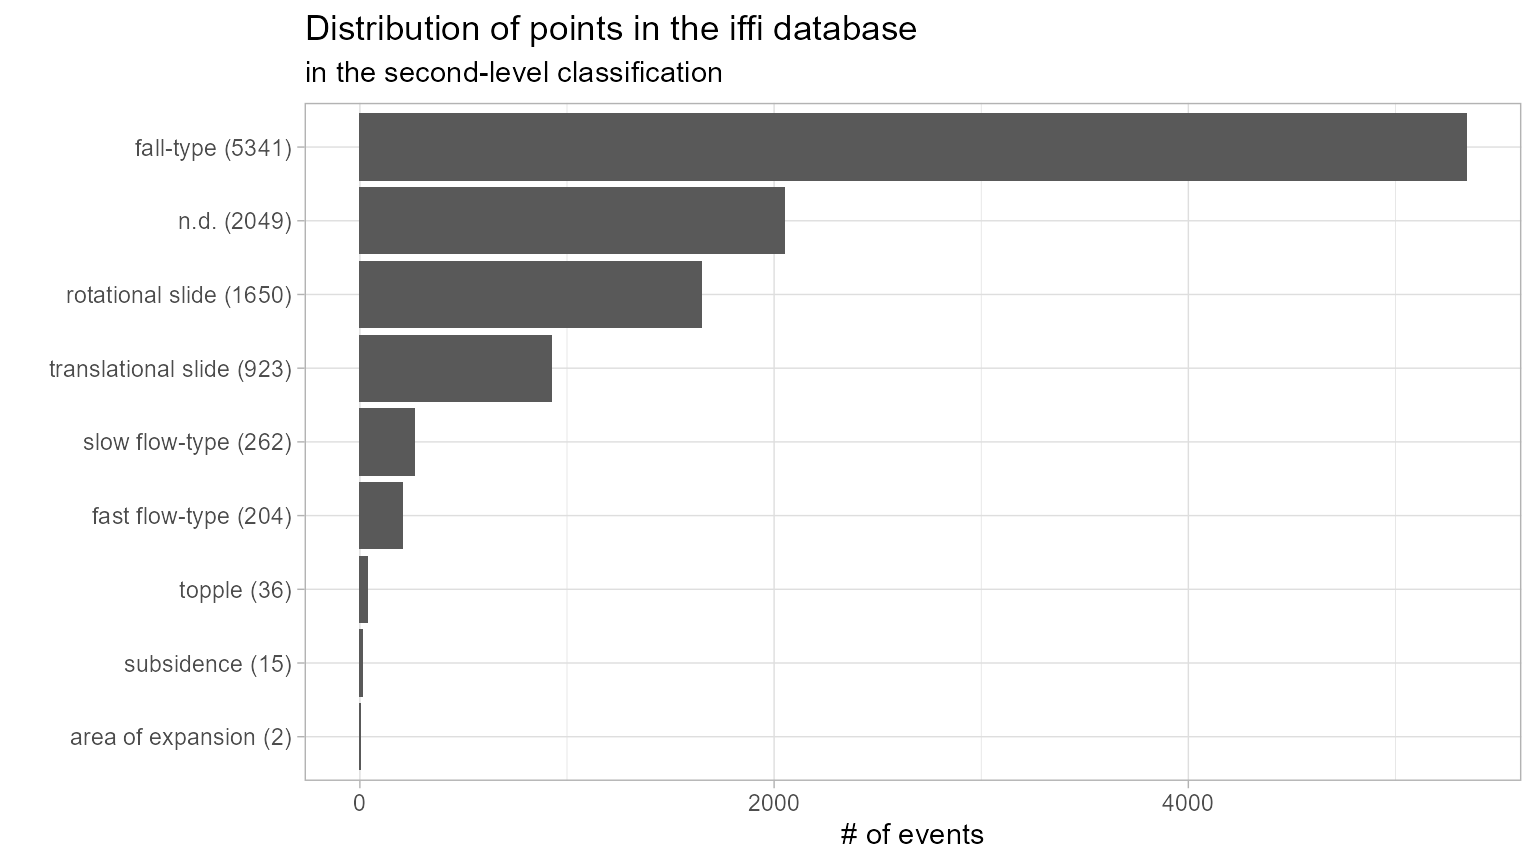 Distribution of points in the iffi database
in the second-level classification
fall-type (5341)
n.d. (2049)
rotational slide (1650)
translational slide (923)
slow flow-type (262)
fast flow-type (204)
topple (36)
subsidence (15)
area of expansion (2)
0 2000 4000
# of events